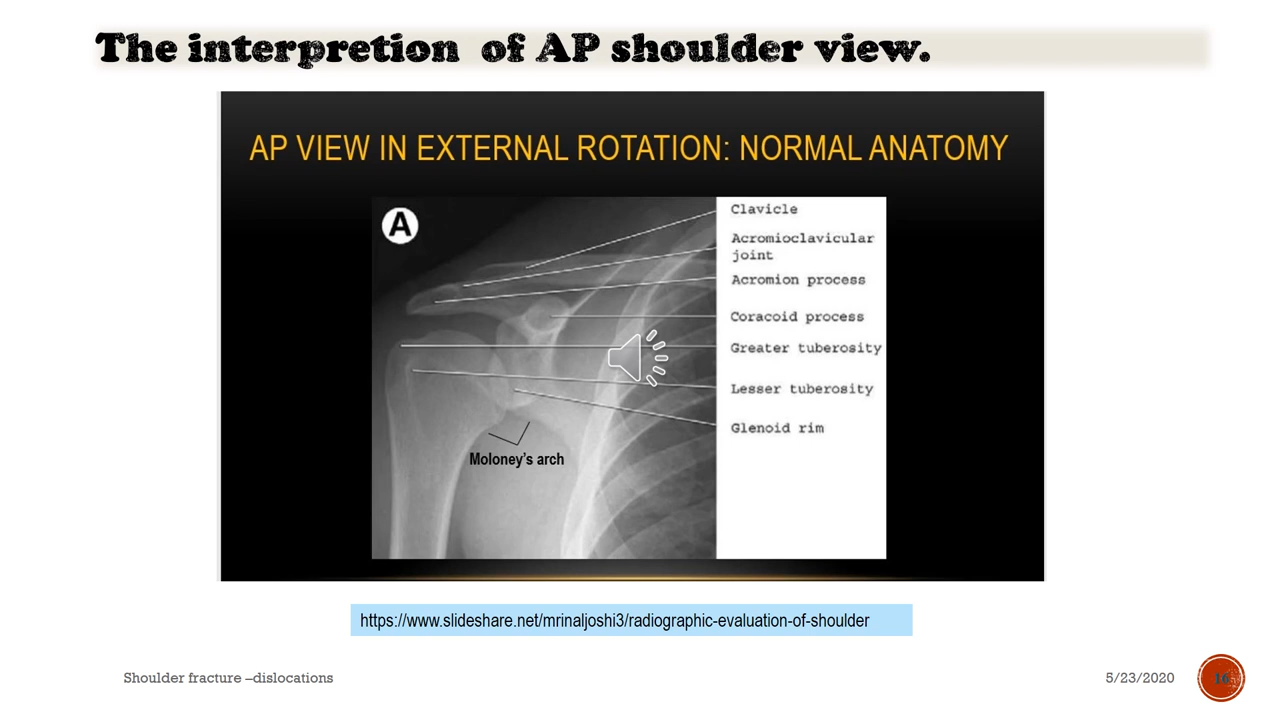 The interpretion of AP shoulder view.
AP VIEW IN EXTERNAL ROTATION: NORMAL ANATOMY
A
Clavicle
Acromioclavicular
joint
Acromion process
Coracoid process
Greater tuberosity
Lesser tuberosity
Glenoid rim
Moloney’s arch
https://www.slideshare.net/mrinaljoshi3/radiographic-evaluation-of-shoulder
Shoulder fracture –dislocations
5/23/2020
16